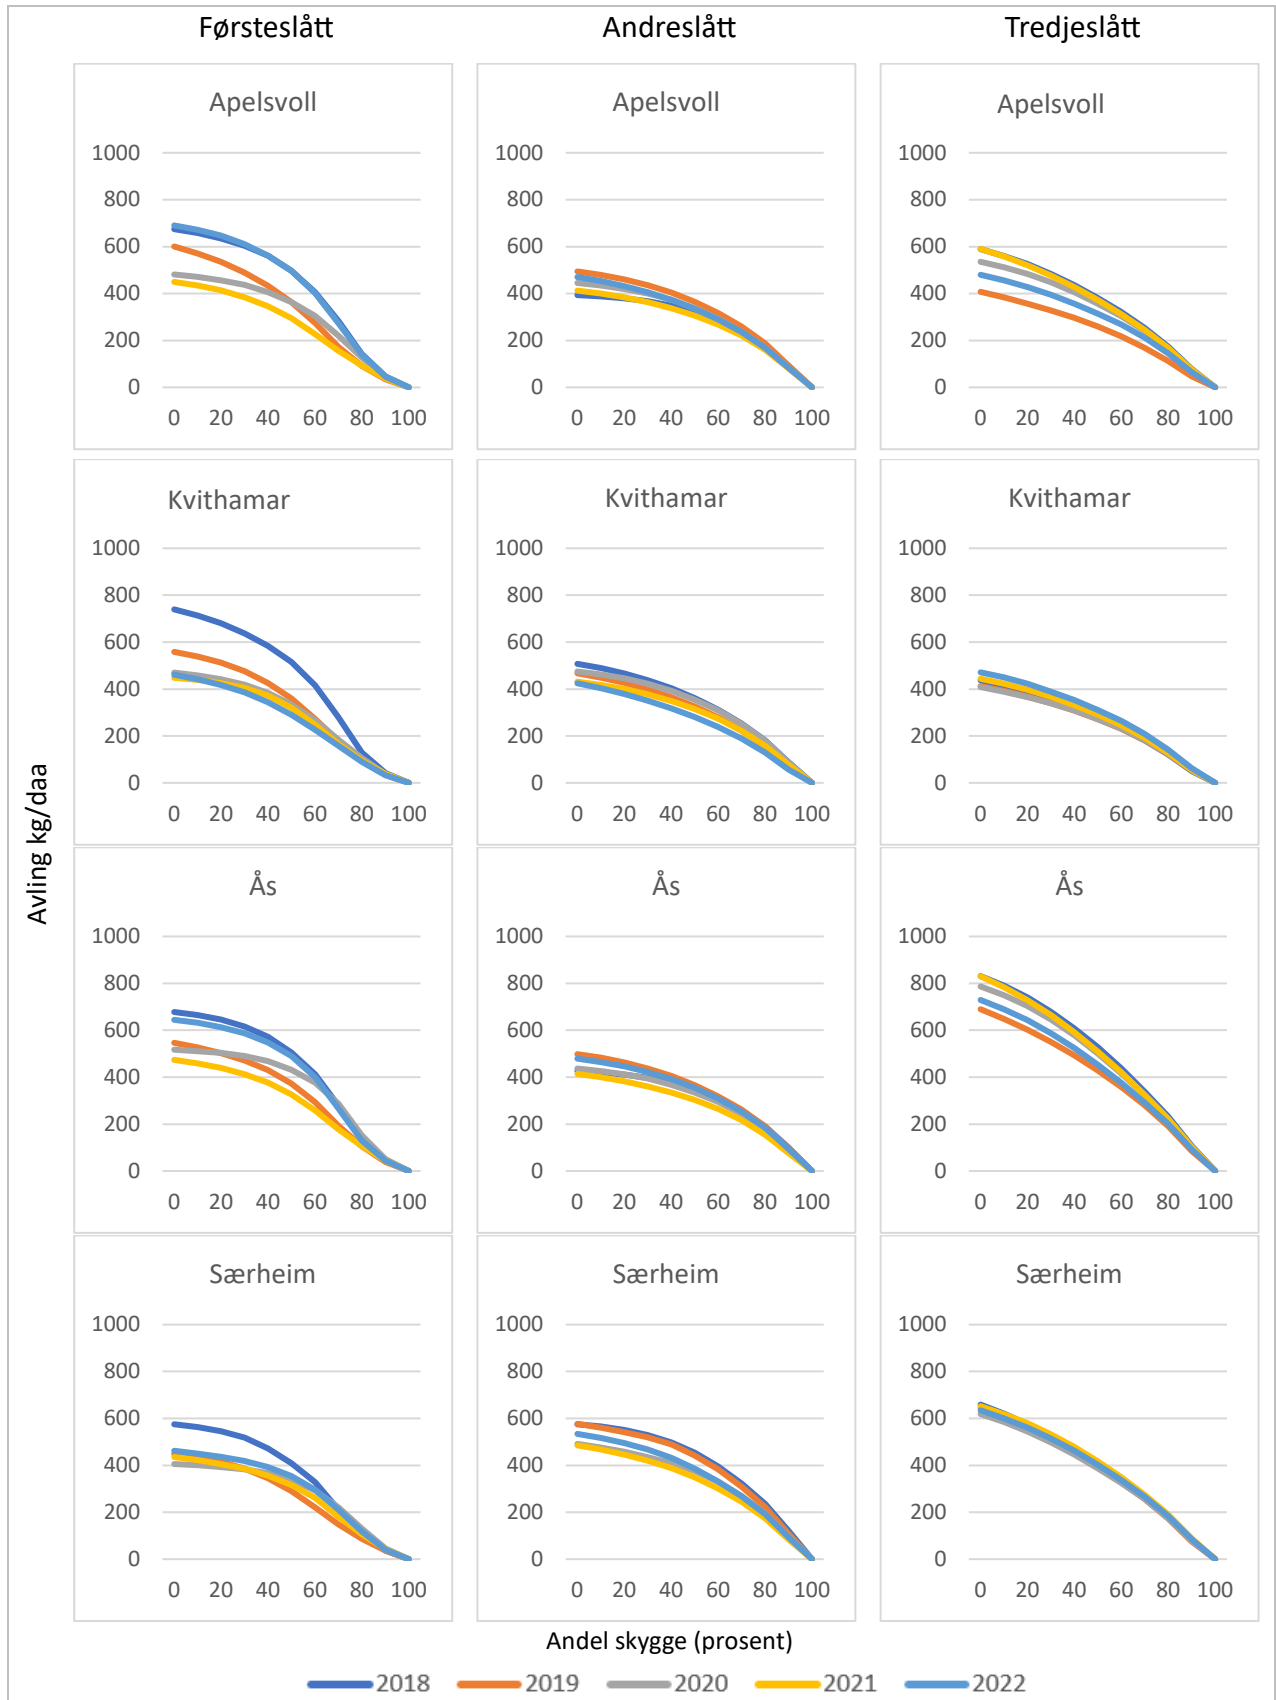 Førsteslått Andreslått Tredjeslått
Apelsvoll Apelsvoll Apelsvoll
1000 1000 1000
800 800 800
600 600 600
400 400 400
200 200 200
0 0 0
0 20 40 60 80 100 0 20 40 60 80 100 0 20 40 60 80 100
Kvithamar Kvithamar Kvithamar
1000 1000 1000
800 800 800
600 600 600
400 400 400
200 200 200
0 0 0
0 20 40 60 80 100 0 20 40 60 80 100 0 20 40 60 80 100
Avling kg/daa
Ås Ås Ås
1000 1000 1000
800 800 800
600 600 600
400 400 400
200 200 200
0 0 0
0 20 40 60 80 100 0 20 40 60 80 100 0 20 40 60 80 100
Særheim Særheim Særheim
1000 1000 1000
800 800 800
600 600 600
400 400 400
200 200 200
0 0 0
0 20 40 60 80 100 0 20 40 60 80 100 0 20 40 60 80 100
Andel skygge (prosent)
2018 2019 2020 2021 2022